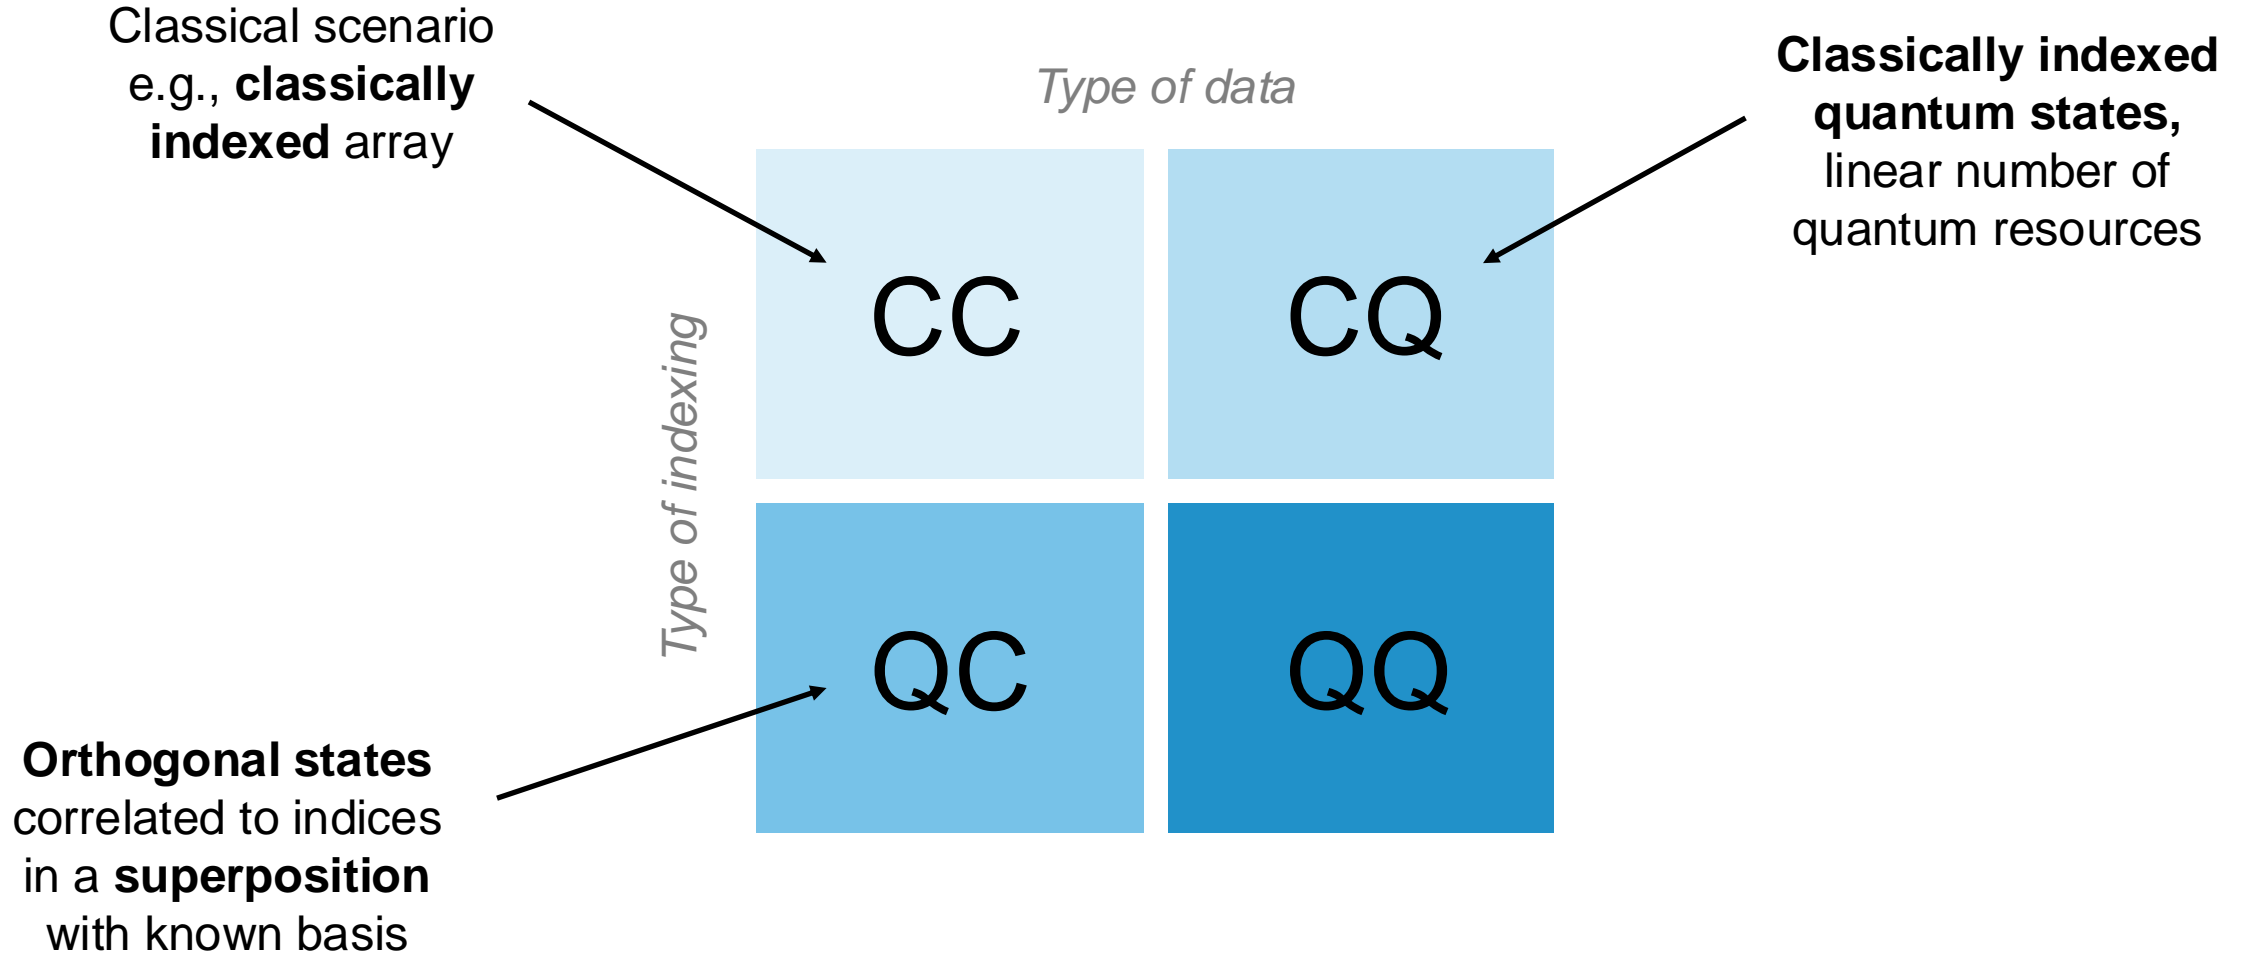 Classical scenario
e.g., classically
indexed array
Type of data
Classically indexed
quantum states,
linear number of
quantum resources
Type of indexing
CC
CQ
QC
QQ
Orthogonal states
correlated to indices
in a superposition
with known basis